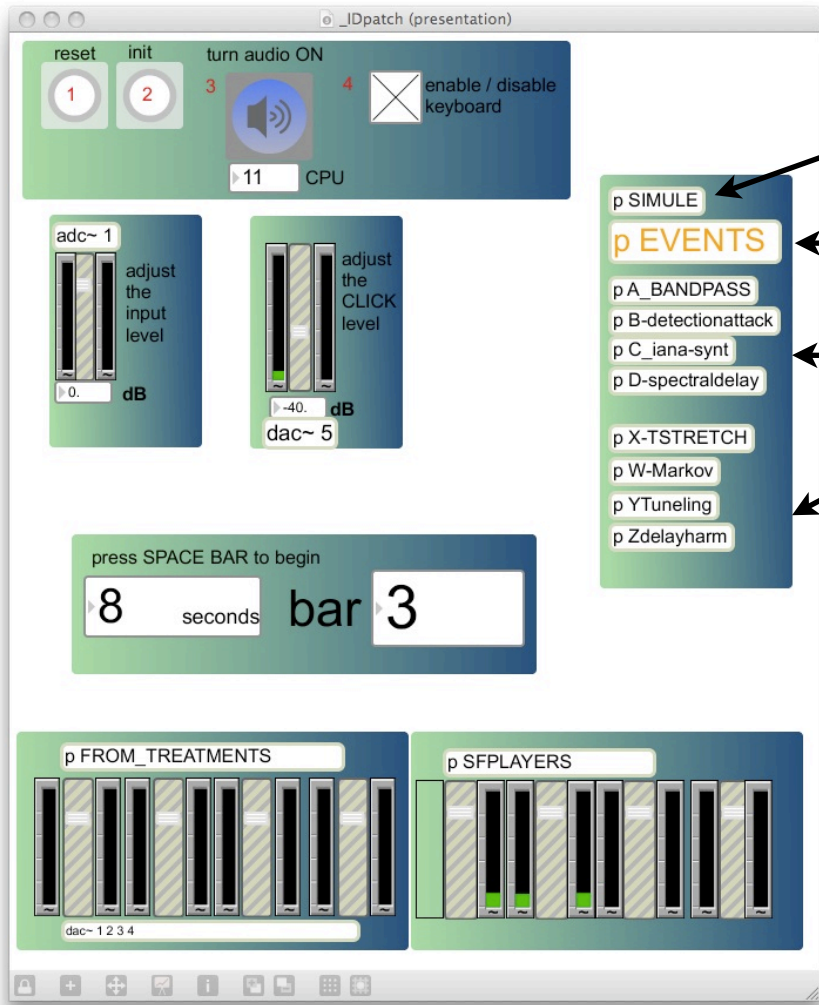 _IDpatch (presentation)
reset
init
turn audio ON
1
2
3
4
enable / disable
keyboard
11
CPU
adc~ 1
adjust
the
input
level
0.
dB
adjust
the
CLICK
level
-40.
dB
dac~ 5
p SIMULE
p EVENTS
p A_BANDPASS
p B-detectionattack
p C_iana-synt
p D-spectraldelay
p X-TSTRETCH
p W-Markov
p YTuneling
p Zdelayharm
press SPACE BAR to begin
8
seconds
bar
3
p FROM_TREATMENTS
dac~ 1 2 3 4
p SFPLAYERS